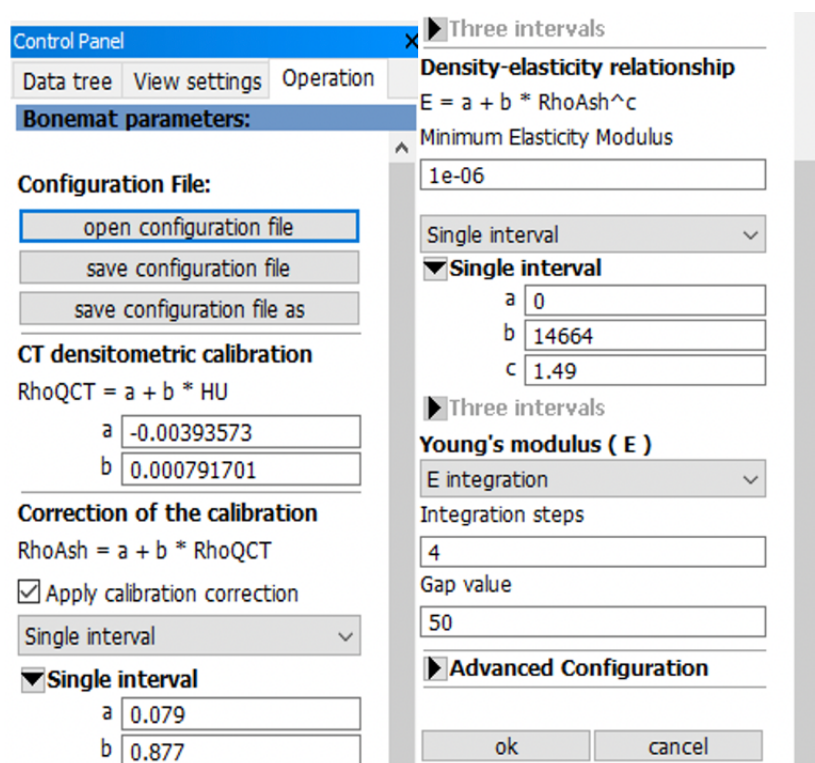 Control Panel
Data tree View settings Operation
Bonemat parameters:
Configuration File:
open configuration file
save configuration file
save configuration file as
CT densitometric calibration
RhoQCT = a + b * HU
a -0.00393573
b 0.000791701
Correction of the calibration
RhoAsh = a + b * RhoQCT
Apply calibration correction
Single interval
Single interval
a 0.079
b 0.877
Three intervals
Density-elasticity relationship
E = a + b * RhoAsh^c
Minimum Elasticity Modulus
1e-06
Single interval
Single interval
a 0
b 14664
c 1.49
Three intervals
Young's modulus ( E )
E integration
Integration steps
4
Gap value
50
Advanced Configuration
ok cancel